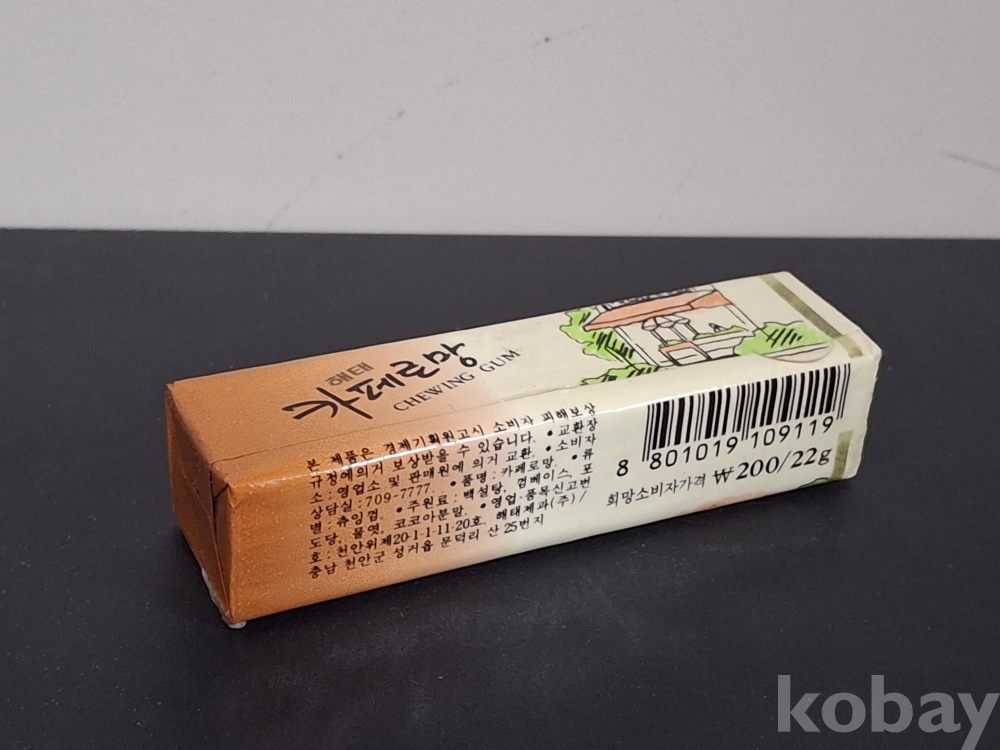 해태
카페로망
CHEWING GUM
본 제품은 경제기획원고시 소비자 피해보상
규정에의거 보상받을 수 있습니다. •교환장
소:영업소 및 판매원에 의거 교환. •소비자
상담실:709-7777. •품명:카페로망. •류
별:츄잉껌. •주원료:백설탕, 껌베이스, 포
도당, 물엿, 코코아분말. •영업·품목신고번
호:천안위제20-1-1-11-20호. 해태제과(주)/
충남 천안군 성거읍 문덕리 산 25번지
8 801019 109119
희망소비자가격 ₩200/22g
kobay